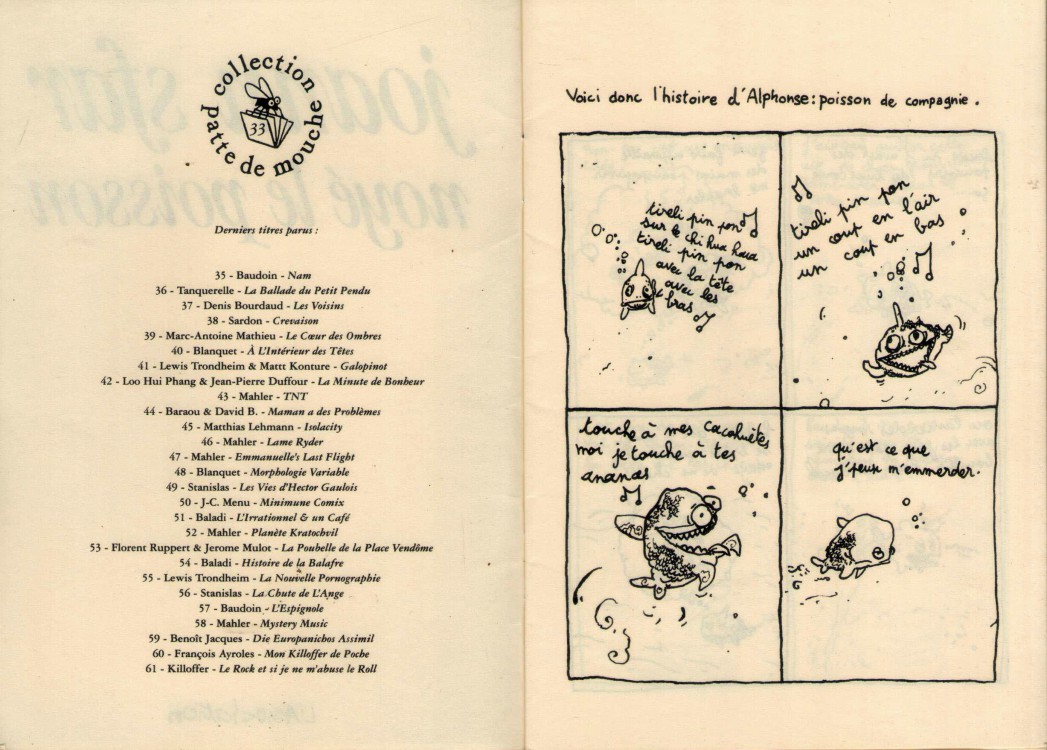 collection
patte de mouche
33
Derniers titres parus :
35 - Baudoin - Nam
36 - Tanquerelle - La Ballade du Petit Pendu
37 - Denis Bourdaud - Les Voisins
38 - Sardon - Crevaison
39 - Marc-Antoine Mathieu - Le Cœur des Ombres
40 - Blanquet - À L'Intérieur des Têtes
41 - Lewis Trondheim & Mattt Konture - Galopinot
42 - Loo Hui Phang & Jean-Pierre Duffour - La Minute de Bonheur
43 - Mahler - TNT
44 - Baraou & David B. - Maman a des Problèmes
45 - Matthias Lehmann - Isolacity
46 - Mahler - Lame Ryder
47 - Mahler - Emmanuelle's Last Flight
48 - Blanquet - Morphologie Variable
49 - Stanislas - Les Vies d'Hector Gaulois
50 - J-C. Menu - Minimune Comix
51 - Baladi - L'Irrationnel & un Café
52 - Mahler - Planète Kratochvil
53 - Florent Ruppert & Jerome Mulot - La Poubelle de la Place Vendôme
54 - Baladi - Histoire de la Balafre
55 - Lewis Trondheim - La Nouvelle Pornographie
56 - Stanislas - La Chute de L'Ange
57 - Baudoin - L'Espignole
58 - Mahler - Mystery Music
59 - Benoît Jacques - Die Europanichos Assimil
60 - François Ayroles - Mon Killoffer de Poche
61 - Killoffer - Le Rock et si je ne m'abuse le Roll
joann sfar
noyé le poisson
L'Association
Voici donc l'histoire d'Alphonse : poisson de compagnie .
tireli pin pon
sur le chi hua hua
tireli pin pon
avec la tête
avec les
bras
tireli pin pon
un coup en l'air
un coup en bas
touche à mes cacahuètes
moi je touche à tes
ananas
qu'est ce que
j'peux m'emmerder.